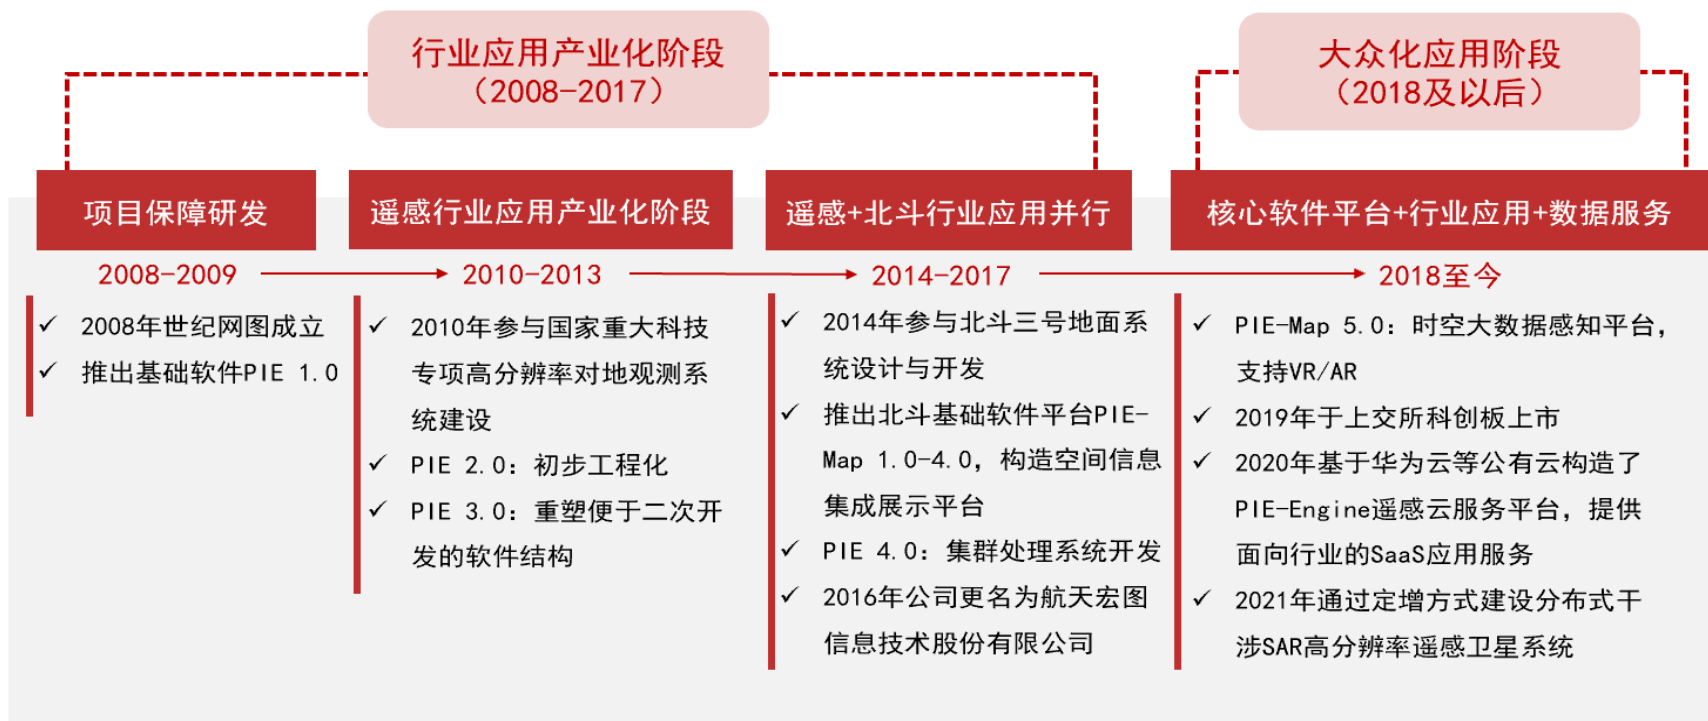 行业应用产业化阶段
（2008-2017）
大众化应用阶段
（2018及以后）
项目保障研发
遥感行业应用产业化阶段
遥感+北斗行业应用并行
核心软件平台+行业应用+数据服务
2008-2009
2010-2013
2014-2017
2018至今
✓ 2008年世纪网图成立
✓ 推出基础软件PIE 1.0
✓ 2010年参与国家重大科技
专项高分辨率对地观测系
统建设
✓ PIE 2.0：初步工程化
✓ PIE 3.0：重塑便于二次开
发的软件结构
✓ 2014年参与北斗三号地面系
统设计与开发
✓ 推出北斗基础软件平台PIE-
Map 1.0-4.0，构造空间信息
集成展示平台
✓ PIE 4.0：集群处理系统开发
✓ 2016年公司更名为航天宏图
信息技术股份有限公司
✓ PIE-Map 5.0：时空大数据感知平台，
支持VR/AR
✓ 2019年于上交所科创板上市
✓ 2020年基于华为云等公有云构造了
PIE-Engine遥感云服务平台，提供
面向行业的SaaS应用服务
✓ 2021年通过定增方式建设分布式干
涉SAR高分辨率遥感卫星系统